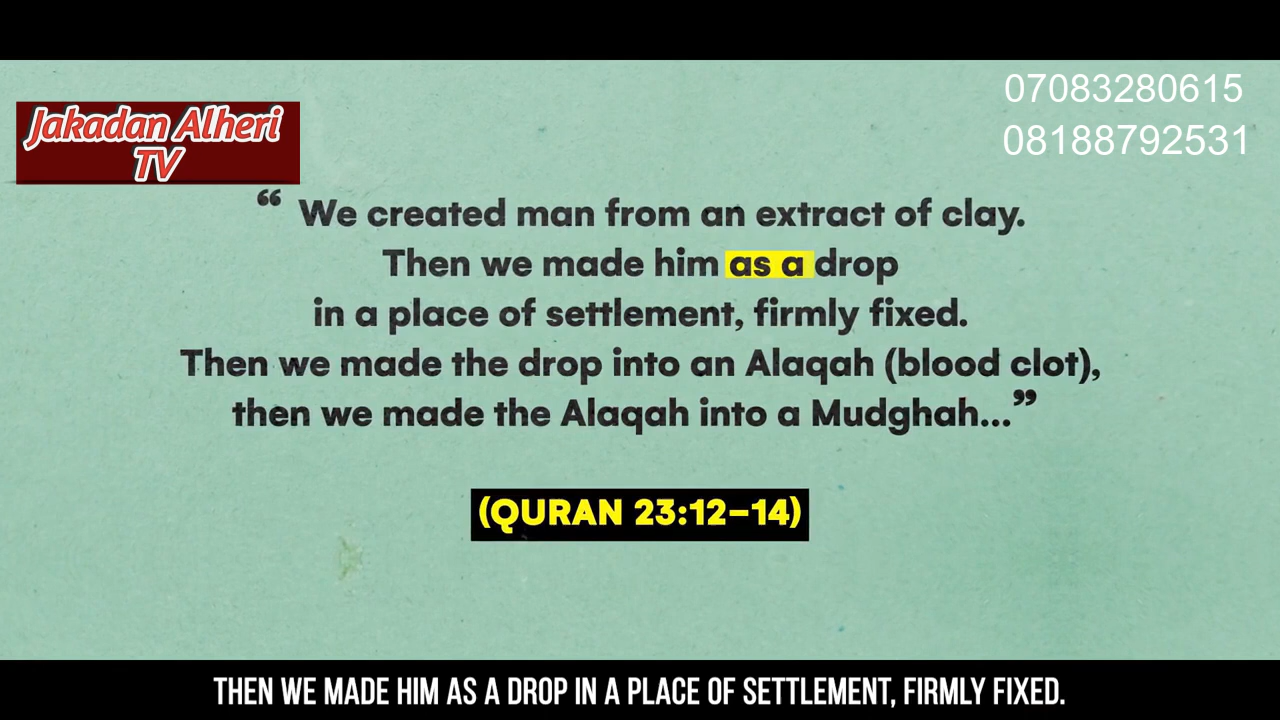 Jakadan Alheri
TV
07083280615
08188792531
“ We created man from an extract of clay.
Then we made him as a drop
in a place of settlement, firmly fixed.
Then we made the drop into an Alaqah (blood clot),
then we made the Alaqah into a Mudghah...”
(QURAN 23:12–14)
THEN WE MADE HIM AS A DROP IN A PLACE OF SETTLEMENT, FIRMLY FIXED.